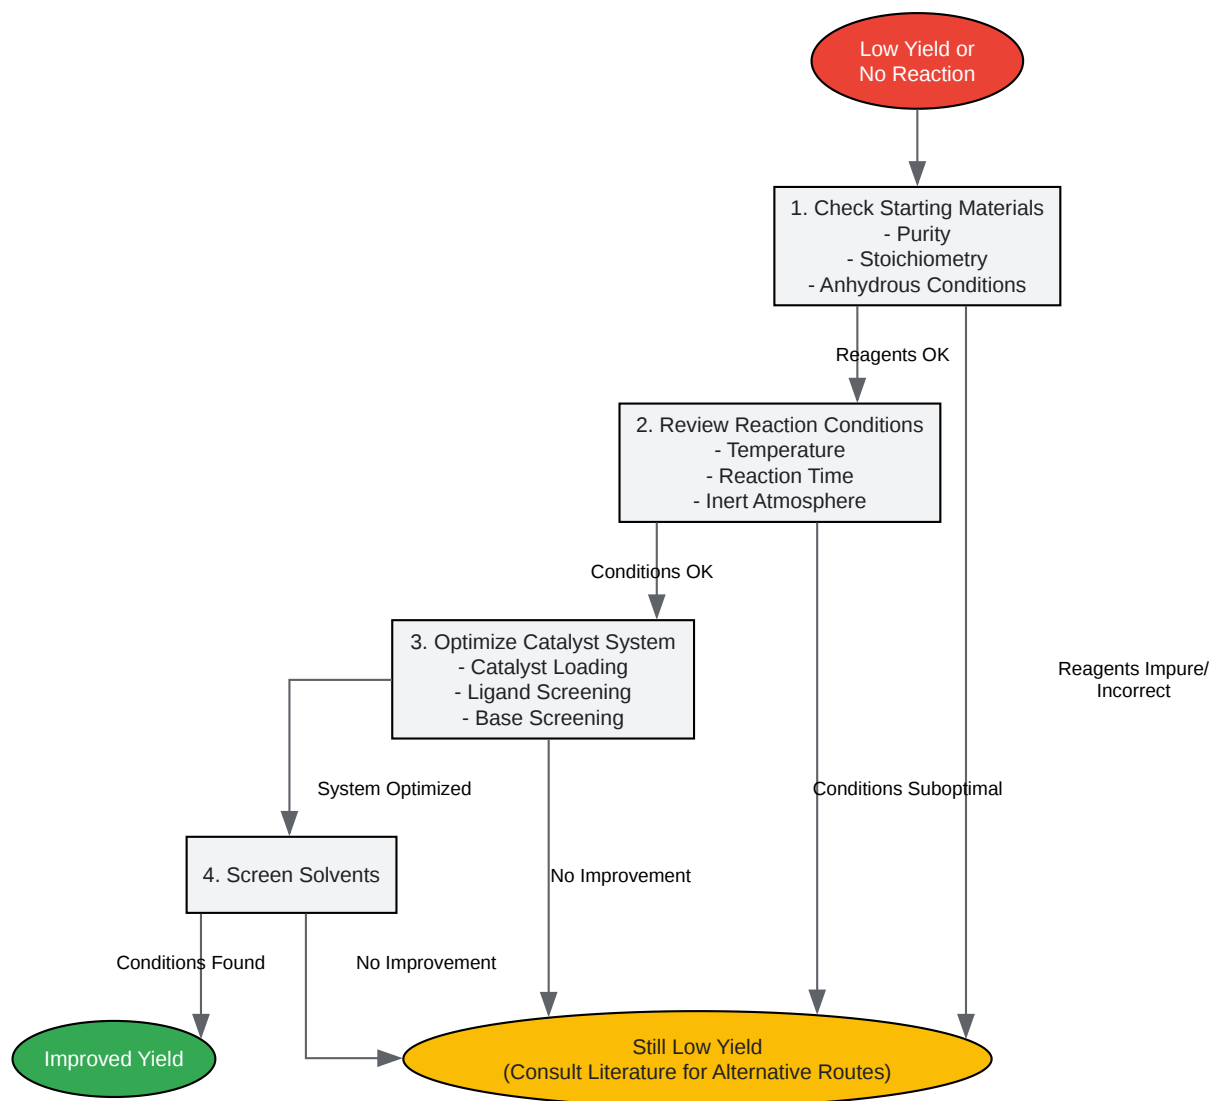 Low Yield or
No Reaction
1. Check Starting Materials
- Purity
- Stoichiometry
- Anhydrous Conditions
Reagents OK
2. Review Reaction Conditions
- Temperature
- Reaction Time
- Inert Atmosphere
Conditions OK
3. Optimize Catalyst System
- Catalyst Loading
- Ligand Screening
- Base Screening
Reagents Impure/
Incorrect
System Optimized
Conditions Suboptimal
4. Screen Solvents
No Improvement
Conditions Found
No Improvement
Improved Yield
Still Low Yield
(Consult Literature for Alternative Routes)